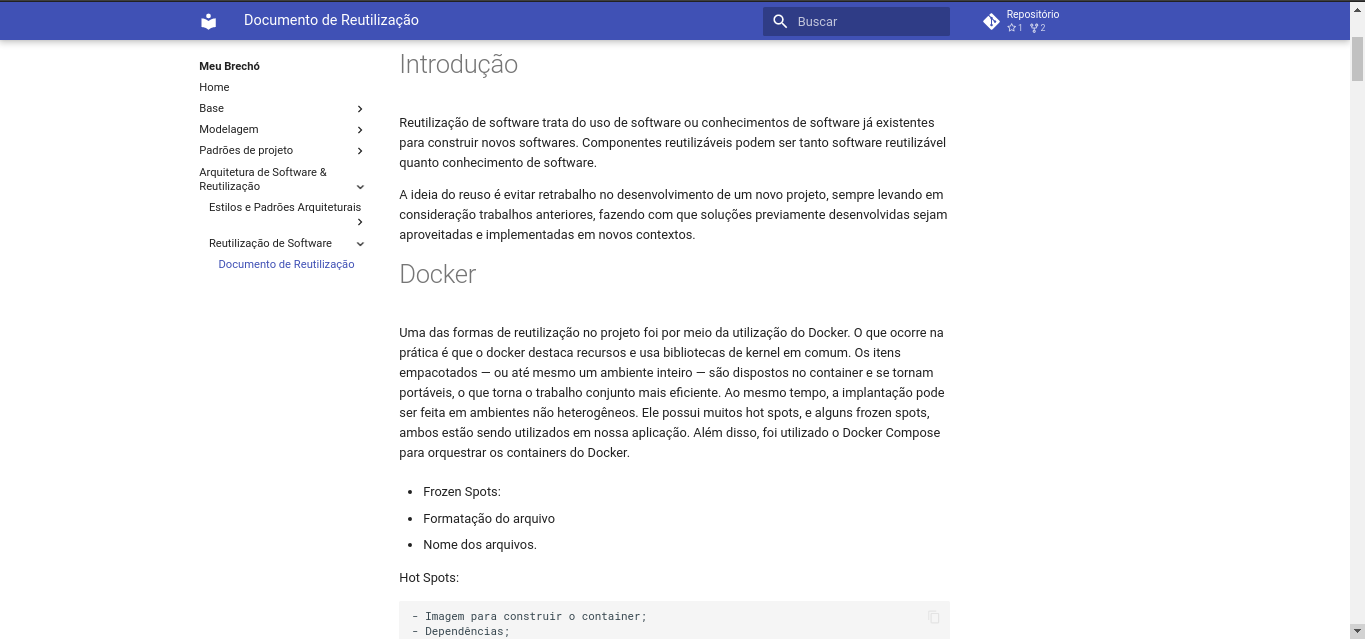 Documento de Reutilização
Buscar
Repositório
1 2
Meu Brechó
Home
Base
Modelagem
Padrões de projeto
Arquitetura de Software &
Reutilização
Estilos e Padrões Arquiteturais
Reutilização de Software
Documento de Reutilização
Introdução
Reutilização de software trata do uso de software ou conhecimentos de software já existentes
para construir novos softwares. Componentes reutilizáveis podem ser tanto software reutilizável
quanto conhecimento de software.
A ideia do reuso é evitar retrabalho no desenvolvimento de um novo projeto, sempre levando em
consideração trabalhos anteriores, fazendo com que soluções previamente desenvolvidas sejam
aproveitadas e implementadas em novos contextos.
Docker
Uma das formas de reutilização no projeto foi por meio da utilização do Docker. O que ocorre na
prática é que o docker destaca recursos e usa bibliotecas de kernel em comum. Os itens
empacotados — ou até mesmo um ambiente inteiro — são dispostos no container e se tornam
portáveis, o que torna o trabalho conjunto mais eficiente. Ao mesmo tempo, a implantação pode
ser feita em ambientes não heterogêneos. Ele possui muitos hot spots, e alguns frozen spots,
ambos estão sendo utilizados em nossa aplicação. Além disso, foi utilizado o Docker Compose
para orquestrar os containers do Docker.
• Frozen Spots:
• Formatação do arquivo
• Nome dos arquivos.
Hot Spots:
- Imagem para construir o container;
- Dependências;